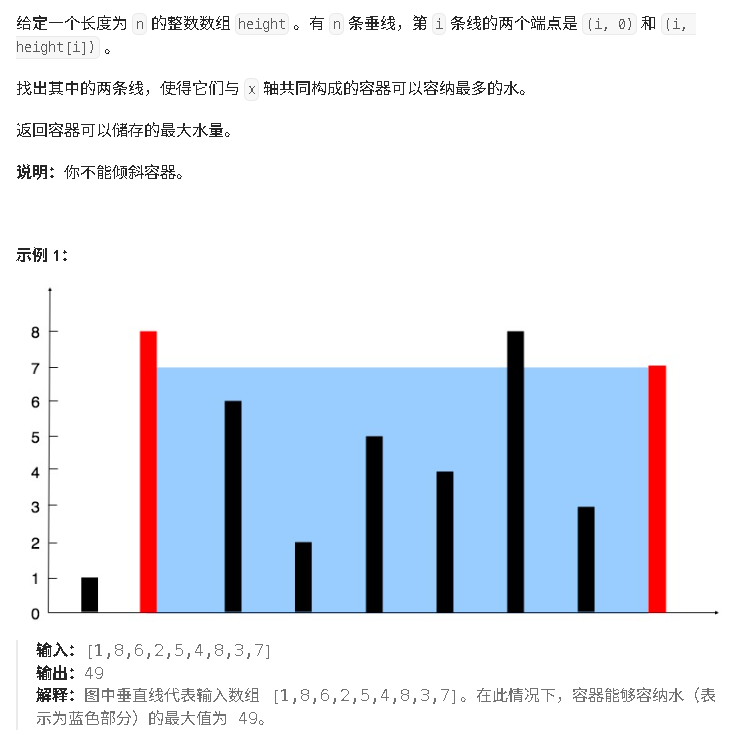 给定一个长度为 n 的整数数组 height 。有 n 条垂线，第 i 条线的两个端点是 (i, 0) 和 (i,
height[i]) 。
找出其中的两条线，使得它们与 x 轴共同构成的容器可以容纳最多的水。
返回容器可以储存的最大水量。
说明：你不能倾斜容器。
示例 1：
8
7
6
5
4
3
2
1
0
输入：[1,8,6,2,5,4,8,3,7]
输出：49
解释：图中垂直线代表输入数组 [1,8,6,2,5,4,8,3,7]。在此情况下，容器能够容纳水（表
示为蓝色部分）的最大值为 49。